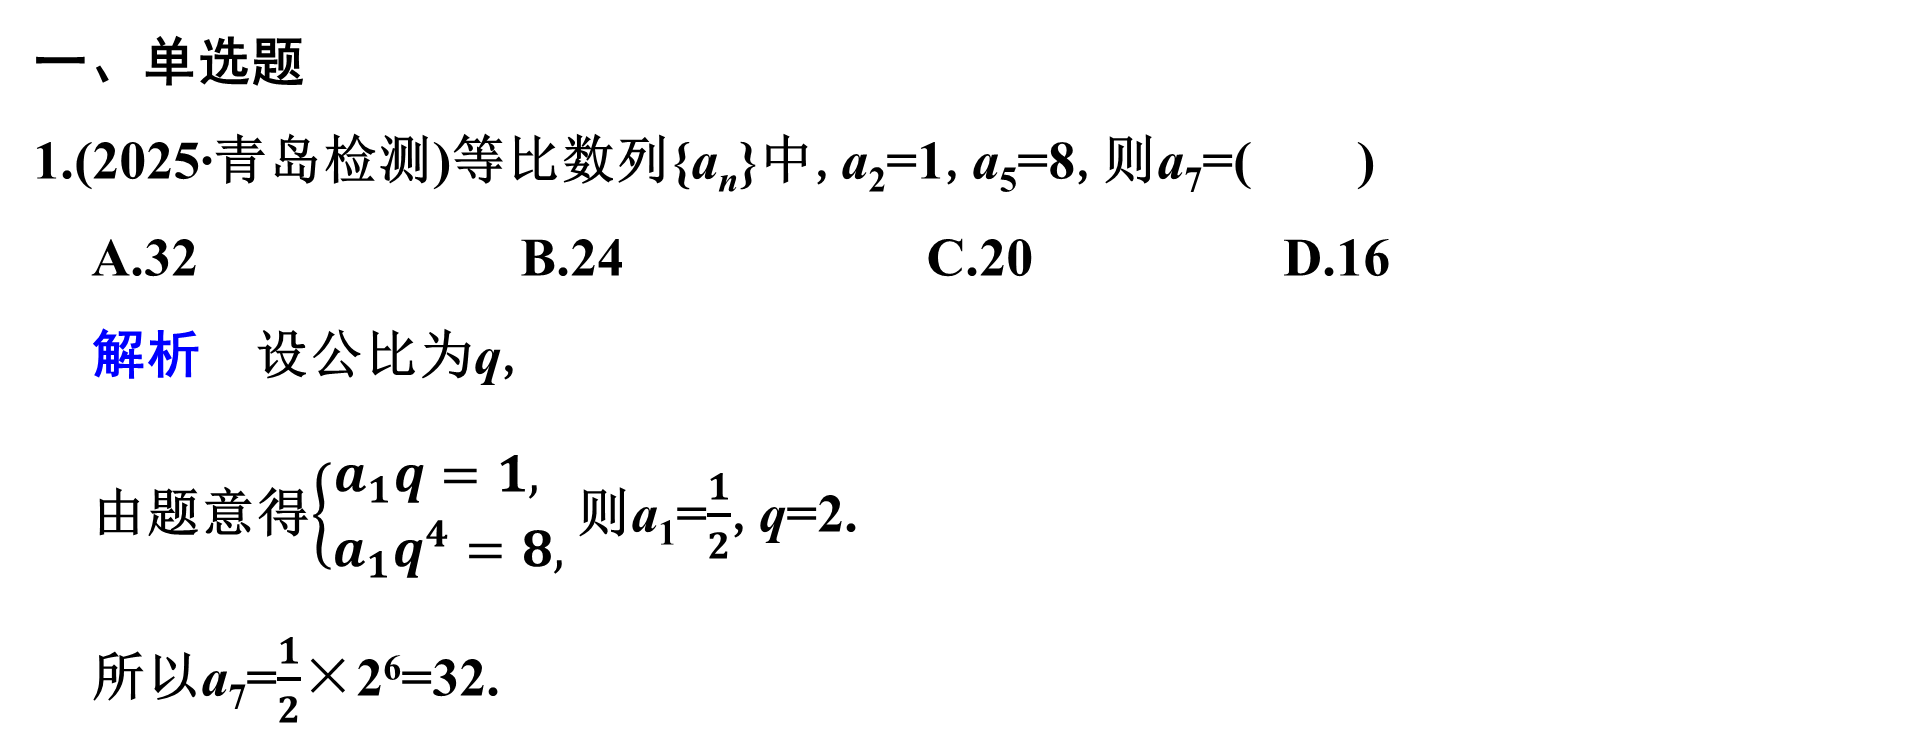 一、单选题
1.(2025·青岛检测)等比数列{aₙ}中, a₂=1, a₅=8, 则a₇=(　　)
A.32　B.24　C.20　D.16
解析　设公比为q,
由题意得{a₁q = 1, a₁q⁴ = 8, 则a₁=1/2, q=2.
所以a₇=1/2×2⁶=32.